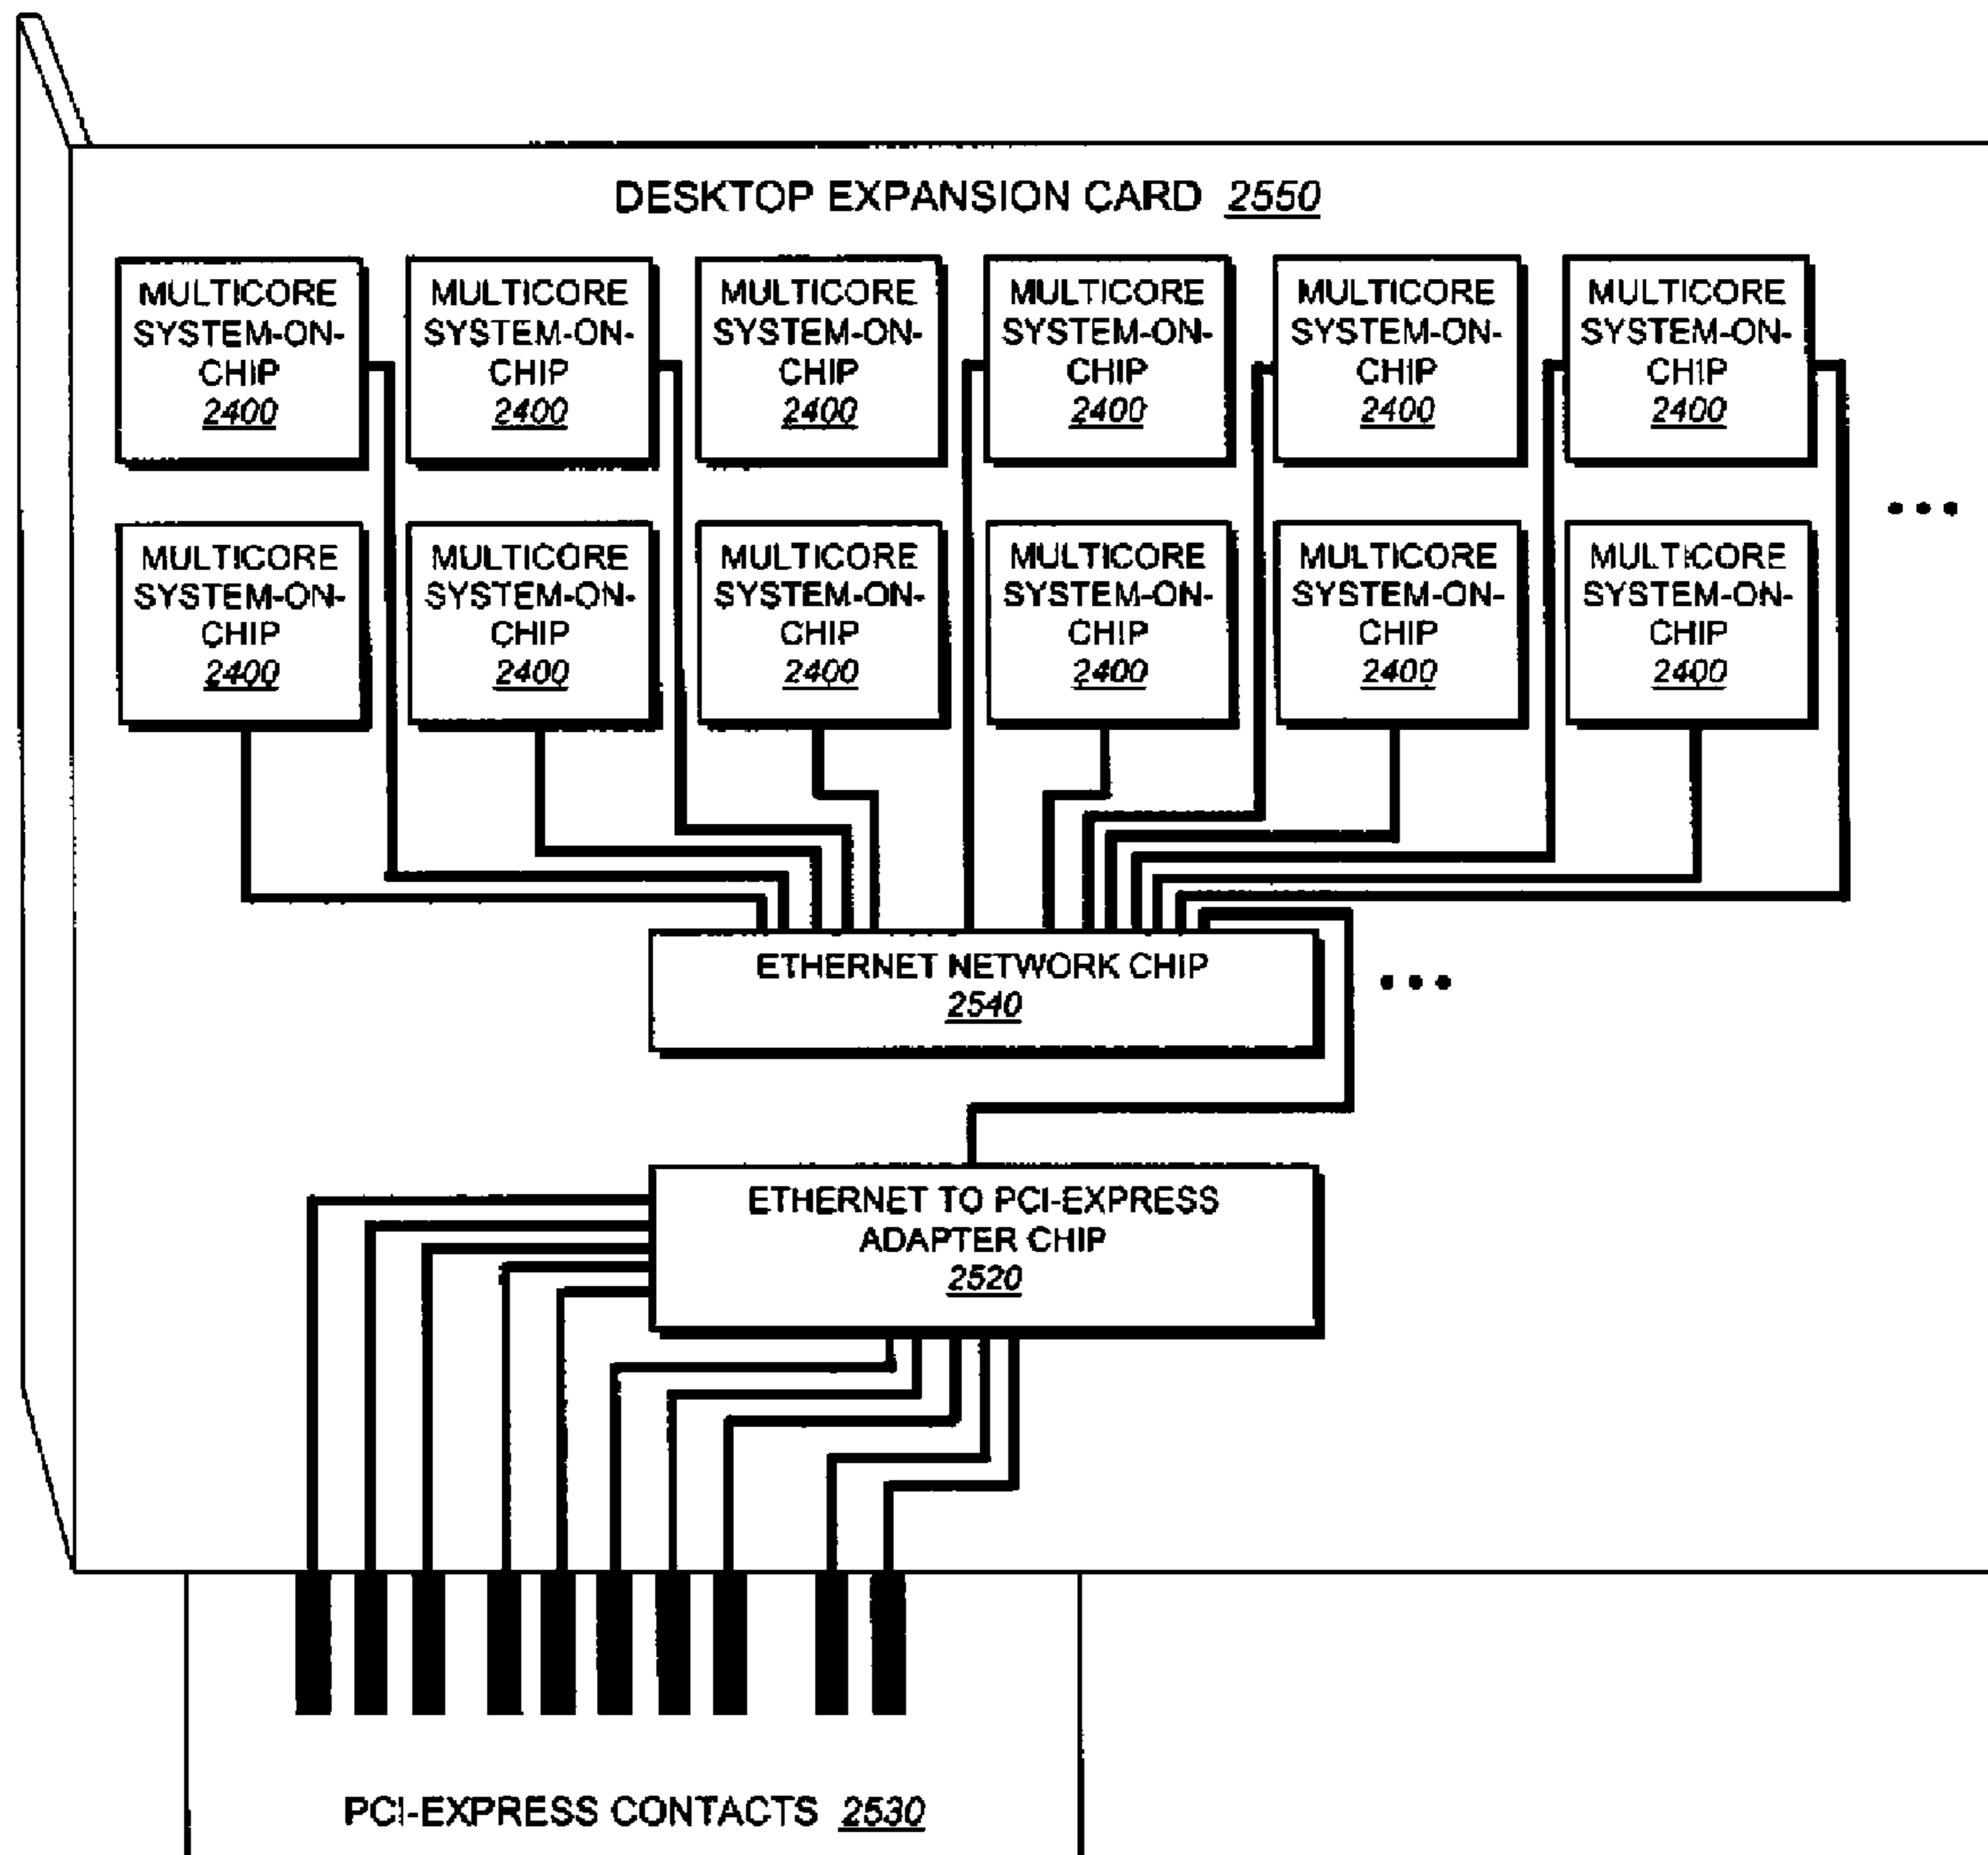 DESKTOP EXPANSION CARD 2550
MULTICORE
SYSTEM-ON-
CHIP
2400
MULTICORE
SYSTEM-ON-
CHIP
2400
MULTICORE
SYSTEM-ON-
CHIP
2400
MULTICORE
SYSTEM-ON-
CHIP
2400
MULTICORE
SYSTEM-ON-
CHIP
2400
MULTICORE
SYSTEM-ON-
CHIP
2400
• • •
MULTICORE
SYSTEM-ON-
CHIP
2400
MULTICORE
SYSTEM-ON-
CHIP
2400
MULTICORE
SYSTEM-ON-
CHIP
2400
MULTICORE
SYSTEM-ON-
CHIP
2400
MULTICORE
SYSTEM-ON-
CHIP
2400
MULTICORE
SYSTEM-ON-
CHIP
2400
ETHERNET NETWORK CHIP
2540
• • •
ETHERNET TO PCI-EXPRESS
ADAPTER CHIP
2520
PCI-EXPRESS CONTACTS 2530